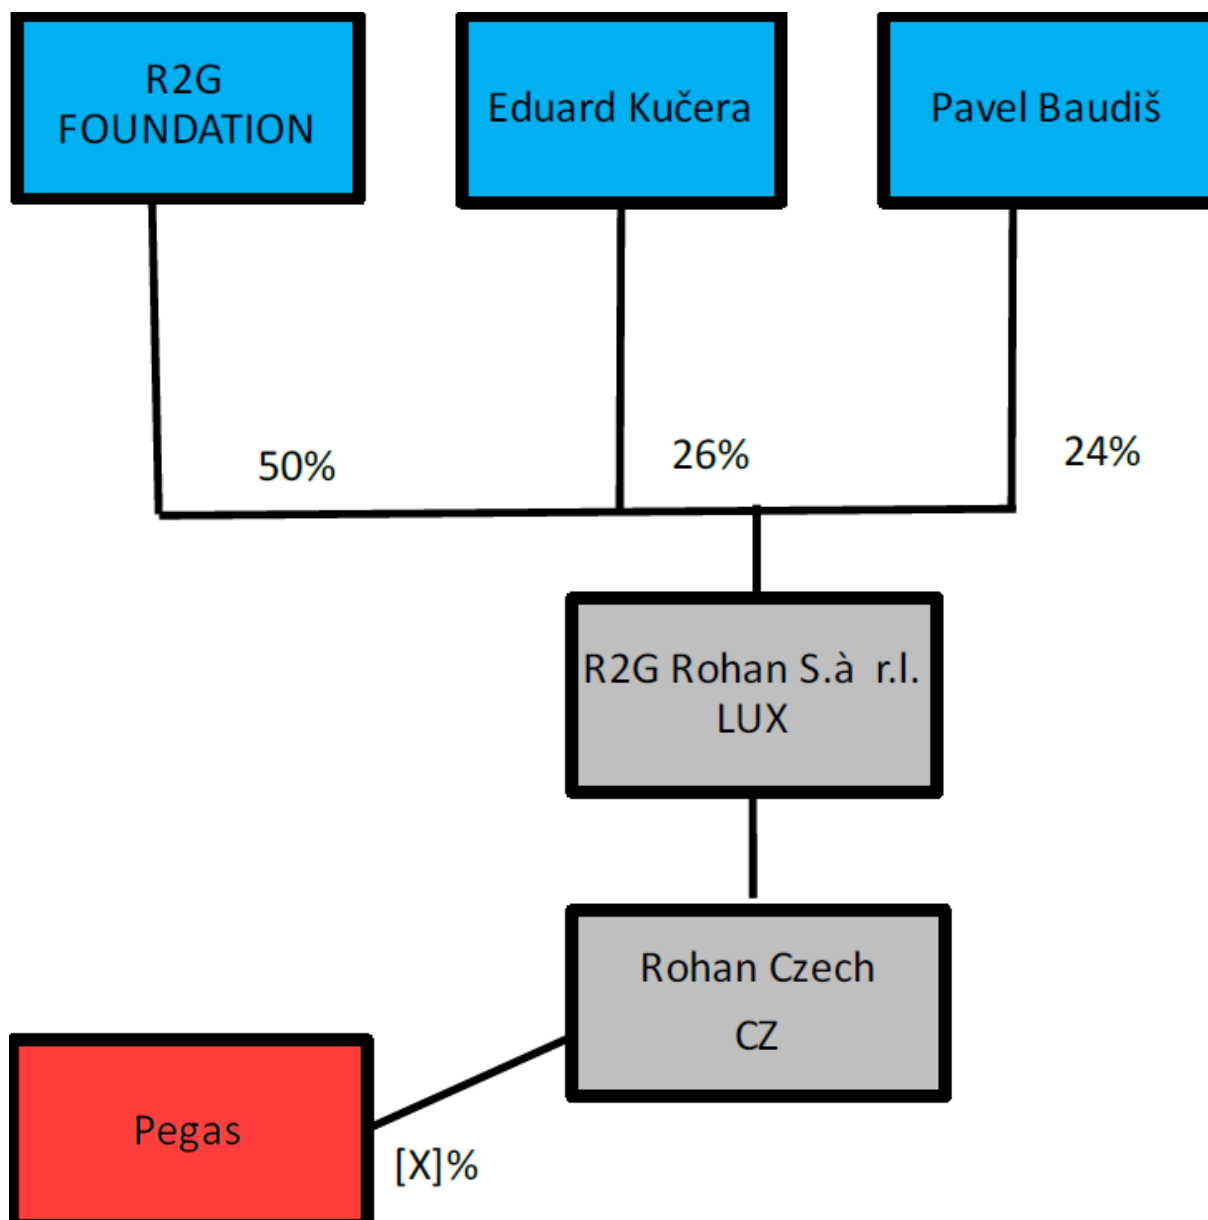 R2G
FOUNDATION
Eduard Kučera
Pavel Baudiš
50%
26%
24%
R2G Rohan S.à r.l.
LUX
Rohan Czech
CZ
Pegas
[X]%